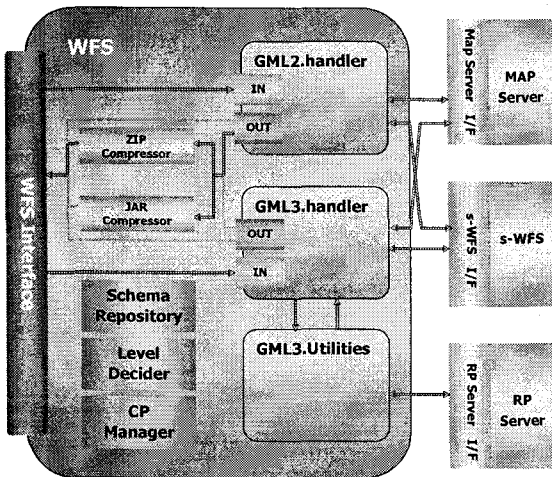 WFS
WFS Interface
GML2.handler
IN
OUT
ZIP
Compressor
JAR
Compressor
GML3.handler
OUT
IN
Schema
Repository
Level
Decider
CP
Manager
GML3.Utilities
Map Server I/F
MAP
Server
s-WFS I/F
s-WFS
RP Server I/F
RP
Server